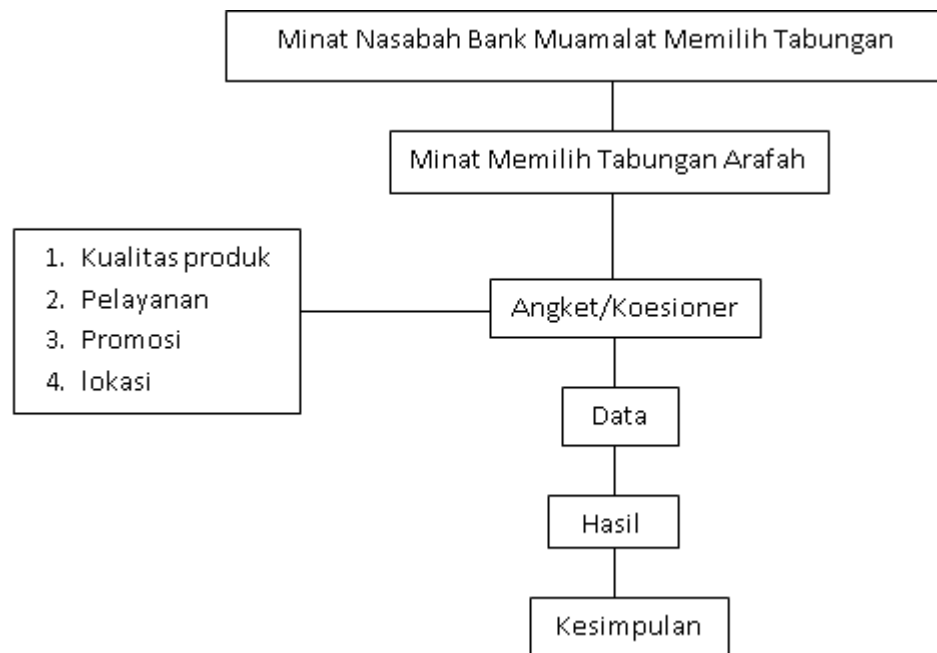 Minat Nasabah Bank Muamalat Memilih Tabungan
Minat Memilih Tabungan Arafah
1. Kualitas produk
2. Pelayanan
3. Promosi
4. lokasi
Angket/Koesioner
Data
Hasil
Kesimpulan